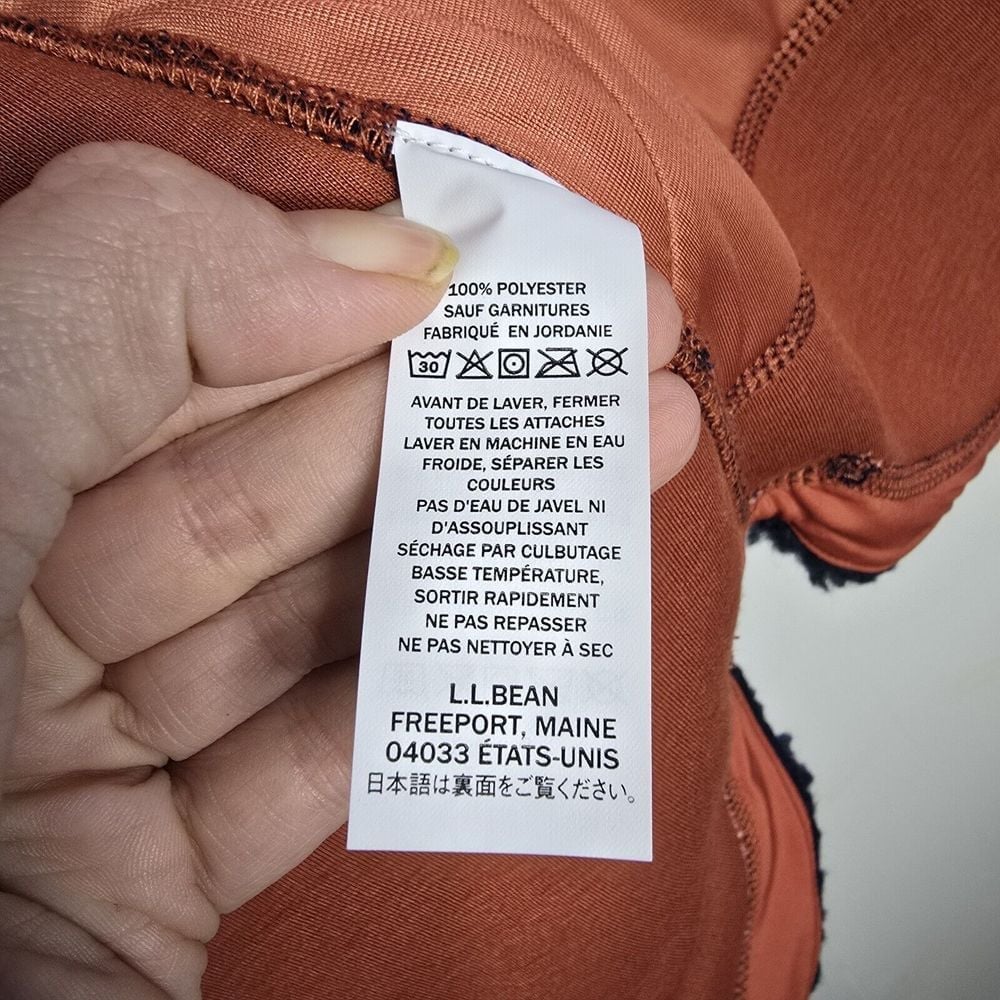 100% POLYESTER
SAUF GARNITURES
FABRIQUÉ EN JORDANIE
30
AVANT DE LAVER, FERMER
TOUTES LES ATTACHES
LAVER EN MACHINE EN EAU
FROIDE, SÉPARER LES
COULEURS
PAS D'EAU DE JAVEL NI
D'ASSOUPLISSANT
SÉCHAGE PAR CULBUTAGE
BASSE TEMPÉRATURE,
SORTIR RAPIDEMENT
NE PAS REPASSER
NE PAS NETTOYER À SEC
L.L.BEAN
FREEPORT, MAINE
04033 ÉTATS-UNIS
日本語は裏面をご覧ください。